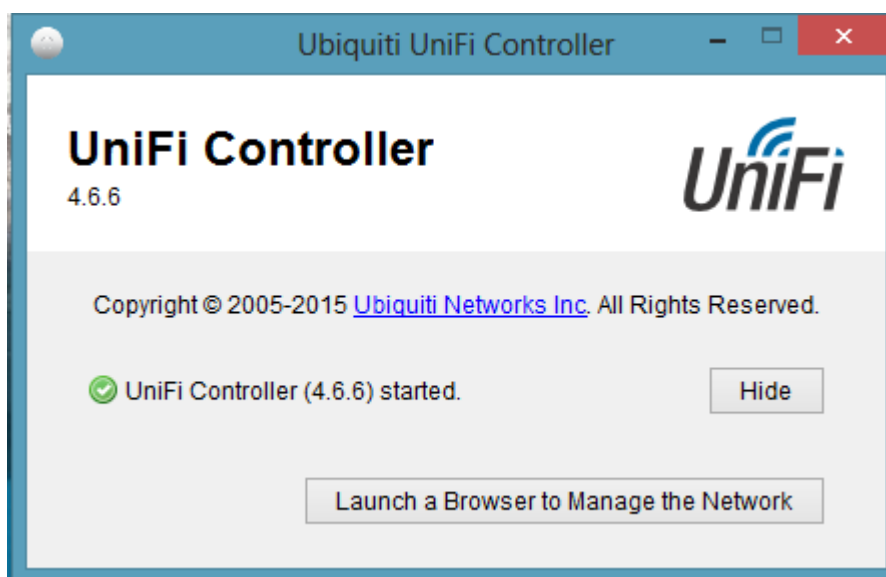 Ubiquiti UniFi Controller
UniFi Controller
4.6.6
UniFi
Copyright © 2005-2015 Ubiquiti Networks Inc. All Rights Reserved.
UniFi Controller (4.6.6) started.
Hide
Launch a Browser to Manage the Network